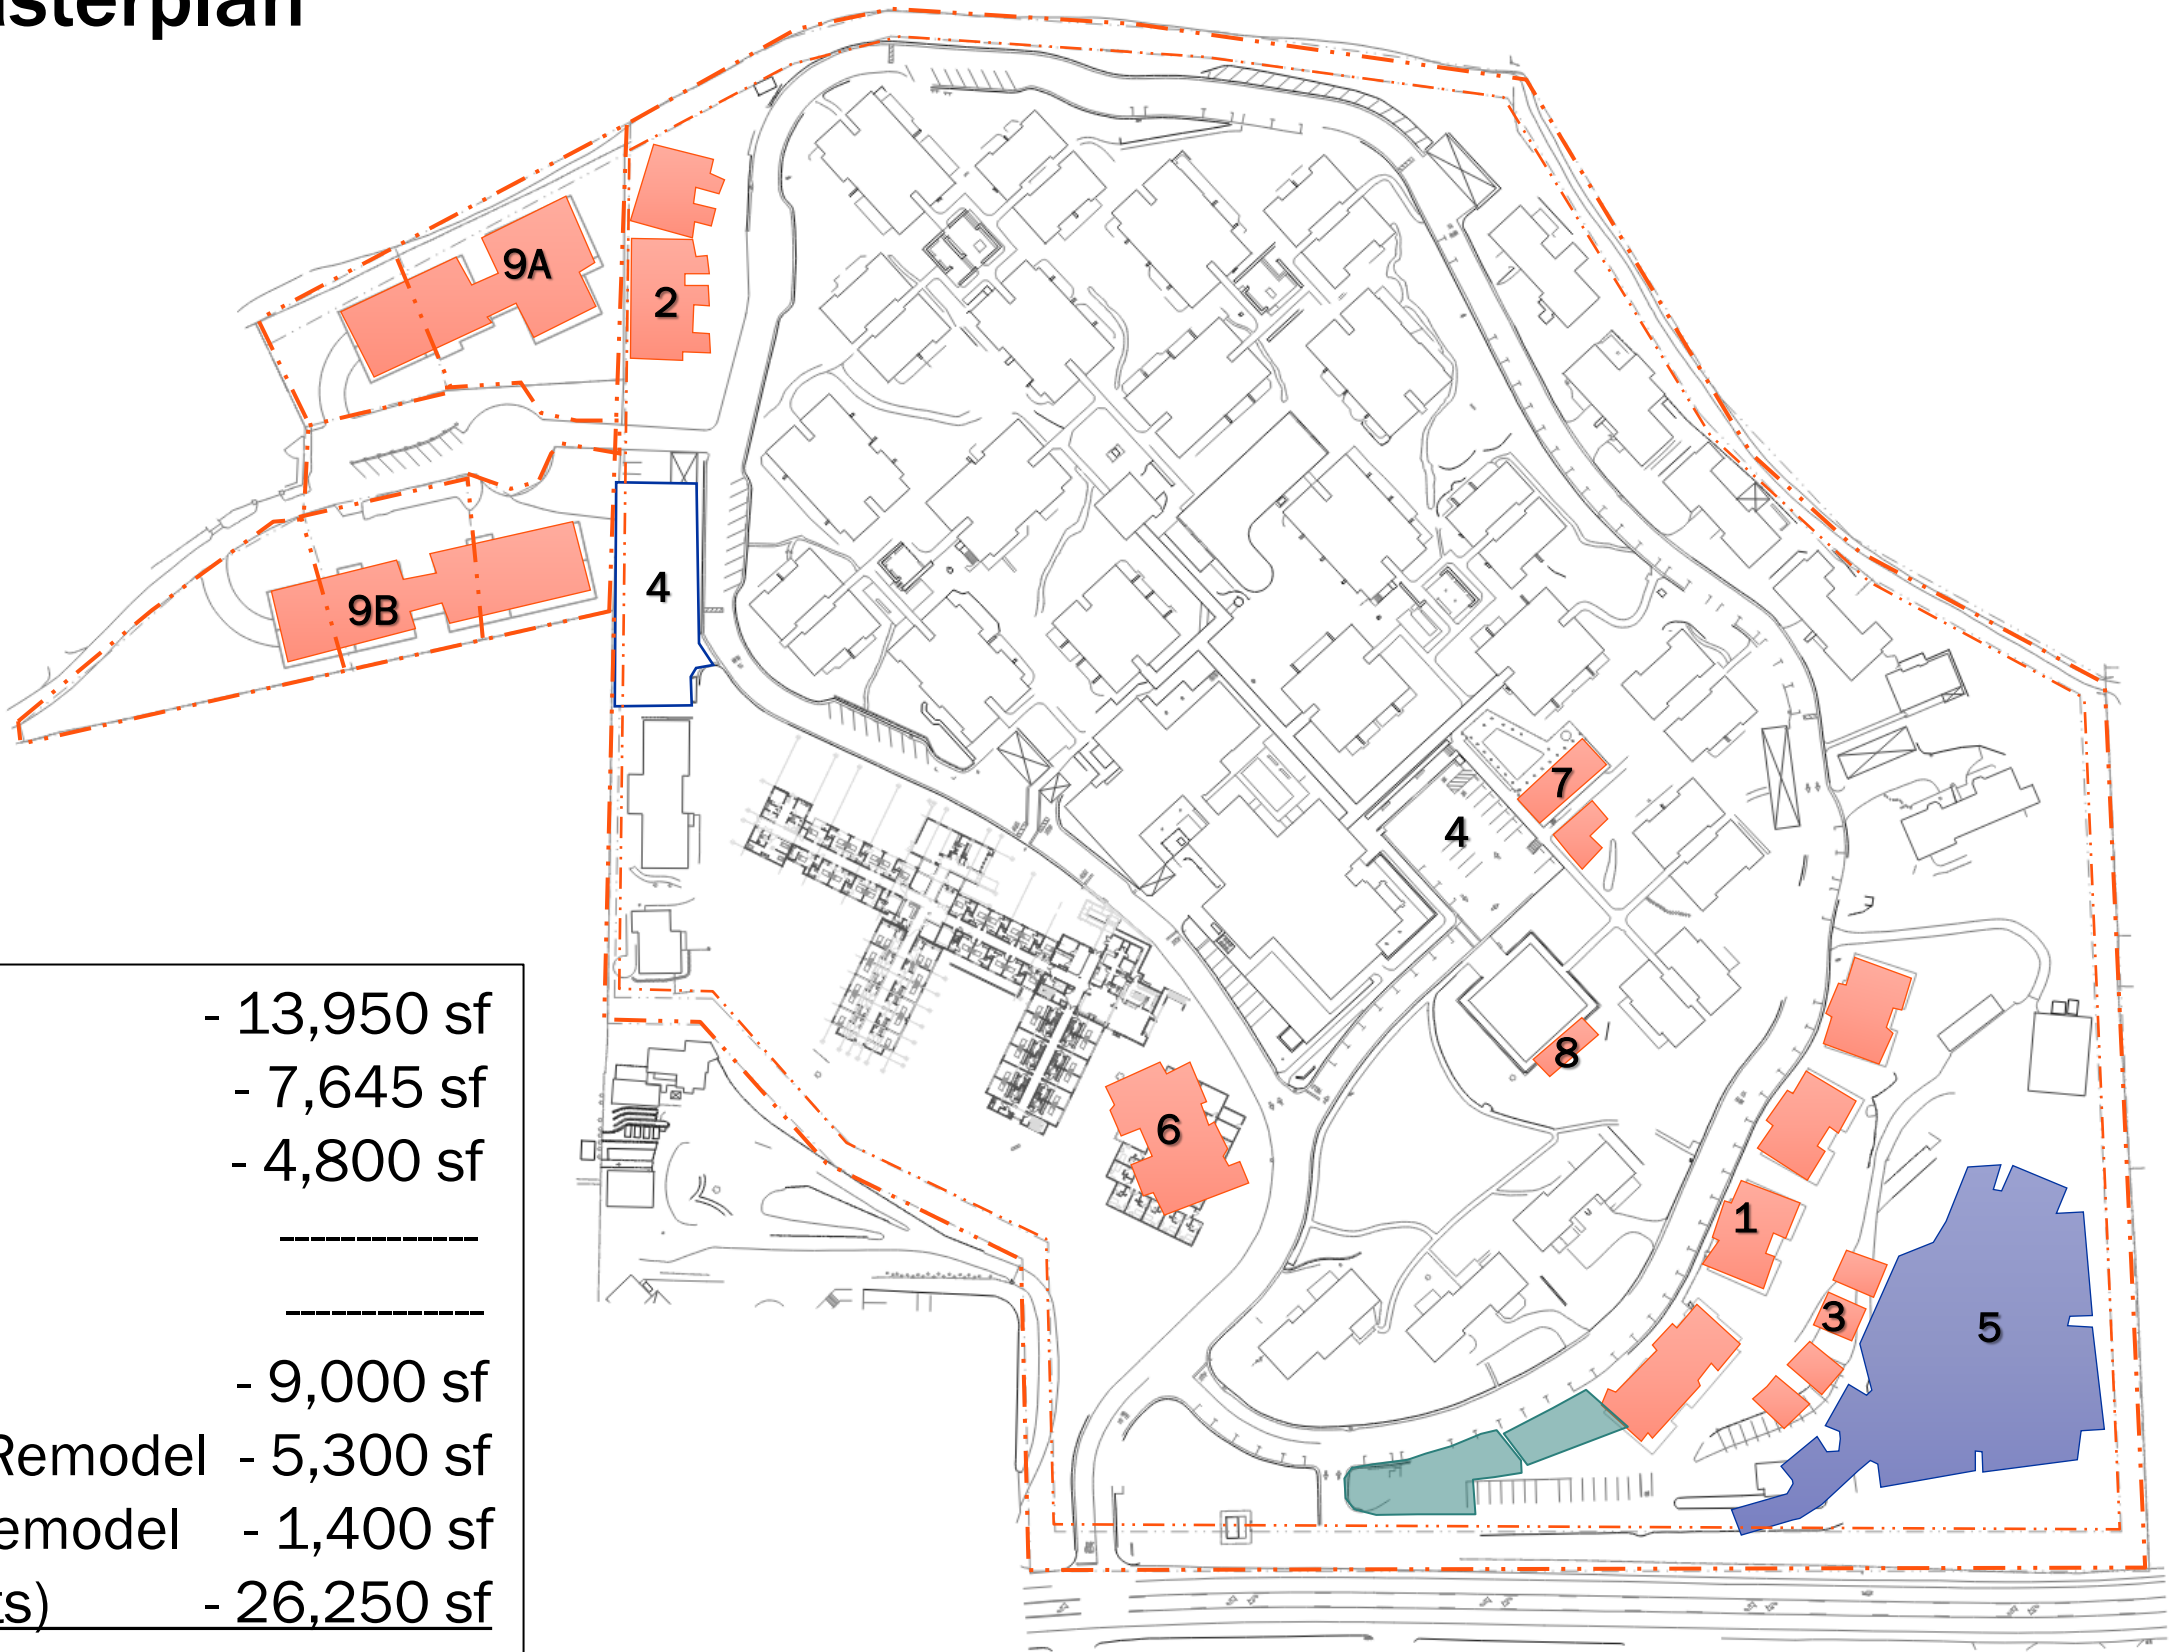 sterplan
9A
2
9B
4
7
4
8
6
1
3
5
- 13,950 sf
- 7,645 sf
- 4,800 sf
-------------
-------------
- 9,000 sf
Remodel - 5,300 sf
emodel - 1,400 sf
ts) - 26,250 sf